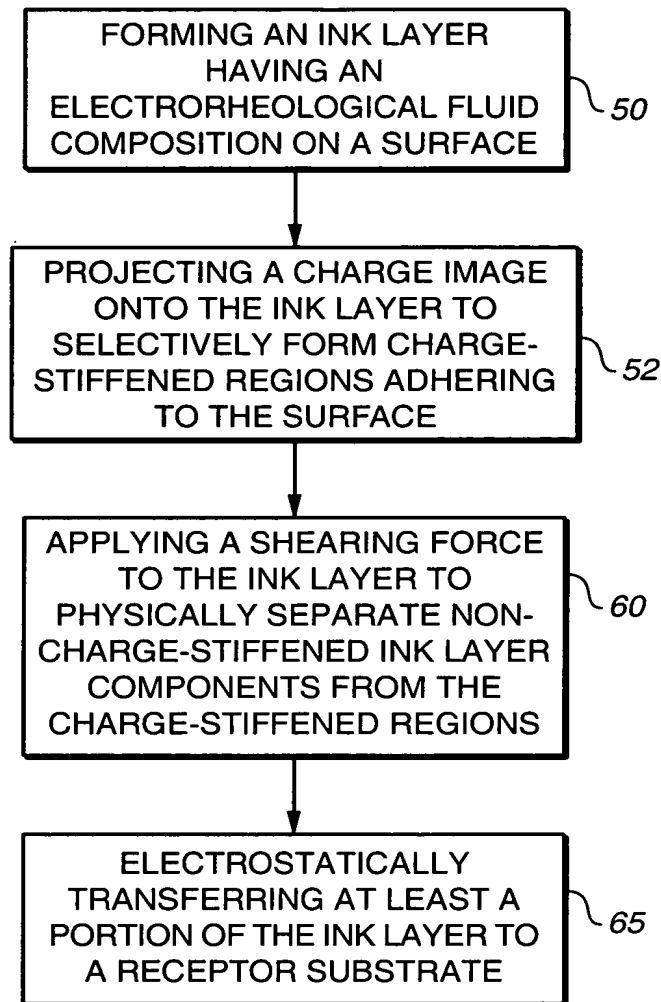 FORMING AN INK LAYER
HAVING AN
ELECTRORHEOLOGICAL FLUID
COMPOSITION ON A SURFACE
50
PROJECTING A CHARGE IMAGE
ONTO THE INK LAYER TO
SELECTIVELY FORM CHARGE-
STIFFENED REGIONS ADHERING
TO THE SURFACE
52
APPLYING A SHEARING FORCE
TO THE INK LAYER TO
PHYSICALLY SEPARATE NON-
CHARGE-STIFFENED INK LAYER
COMPONENTS FROM THE
CHARGE-STIFFENED REGIONS
60
ELECTROSTATICALLY
TRANSFERRING AT LEAST A
PORTION OF THE INK LAYER TO
A RECEPTOR SUBSTRATE
65